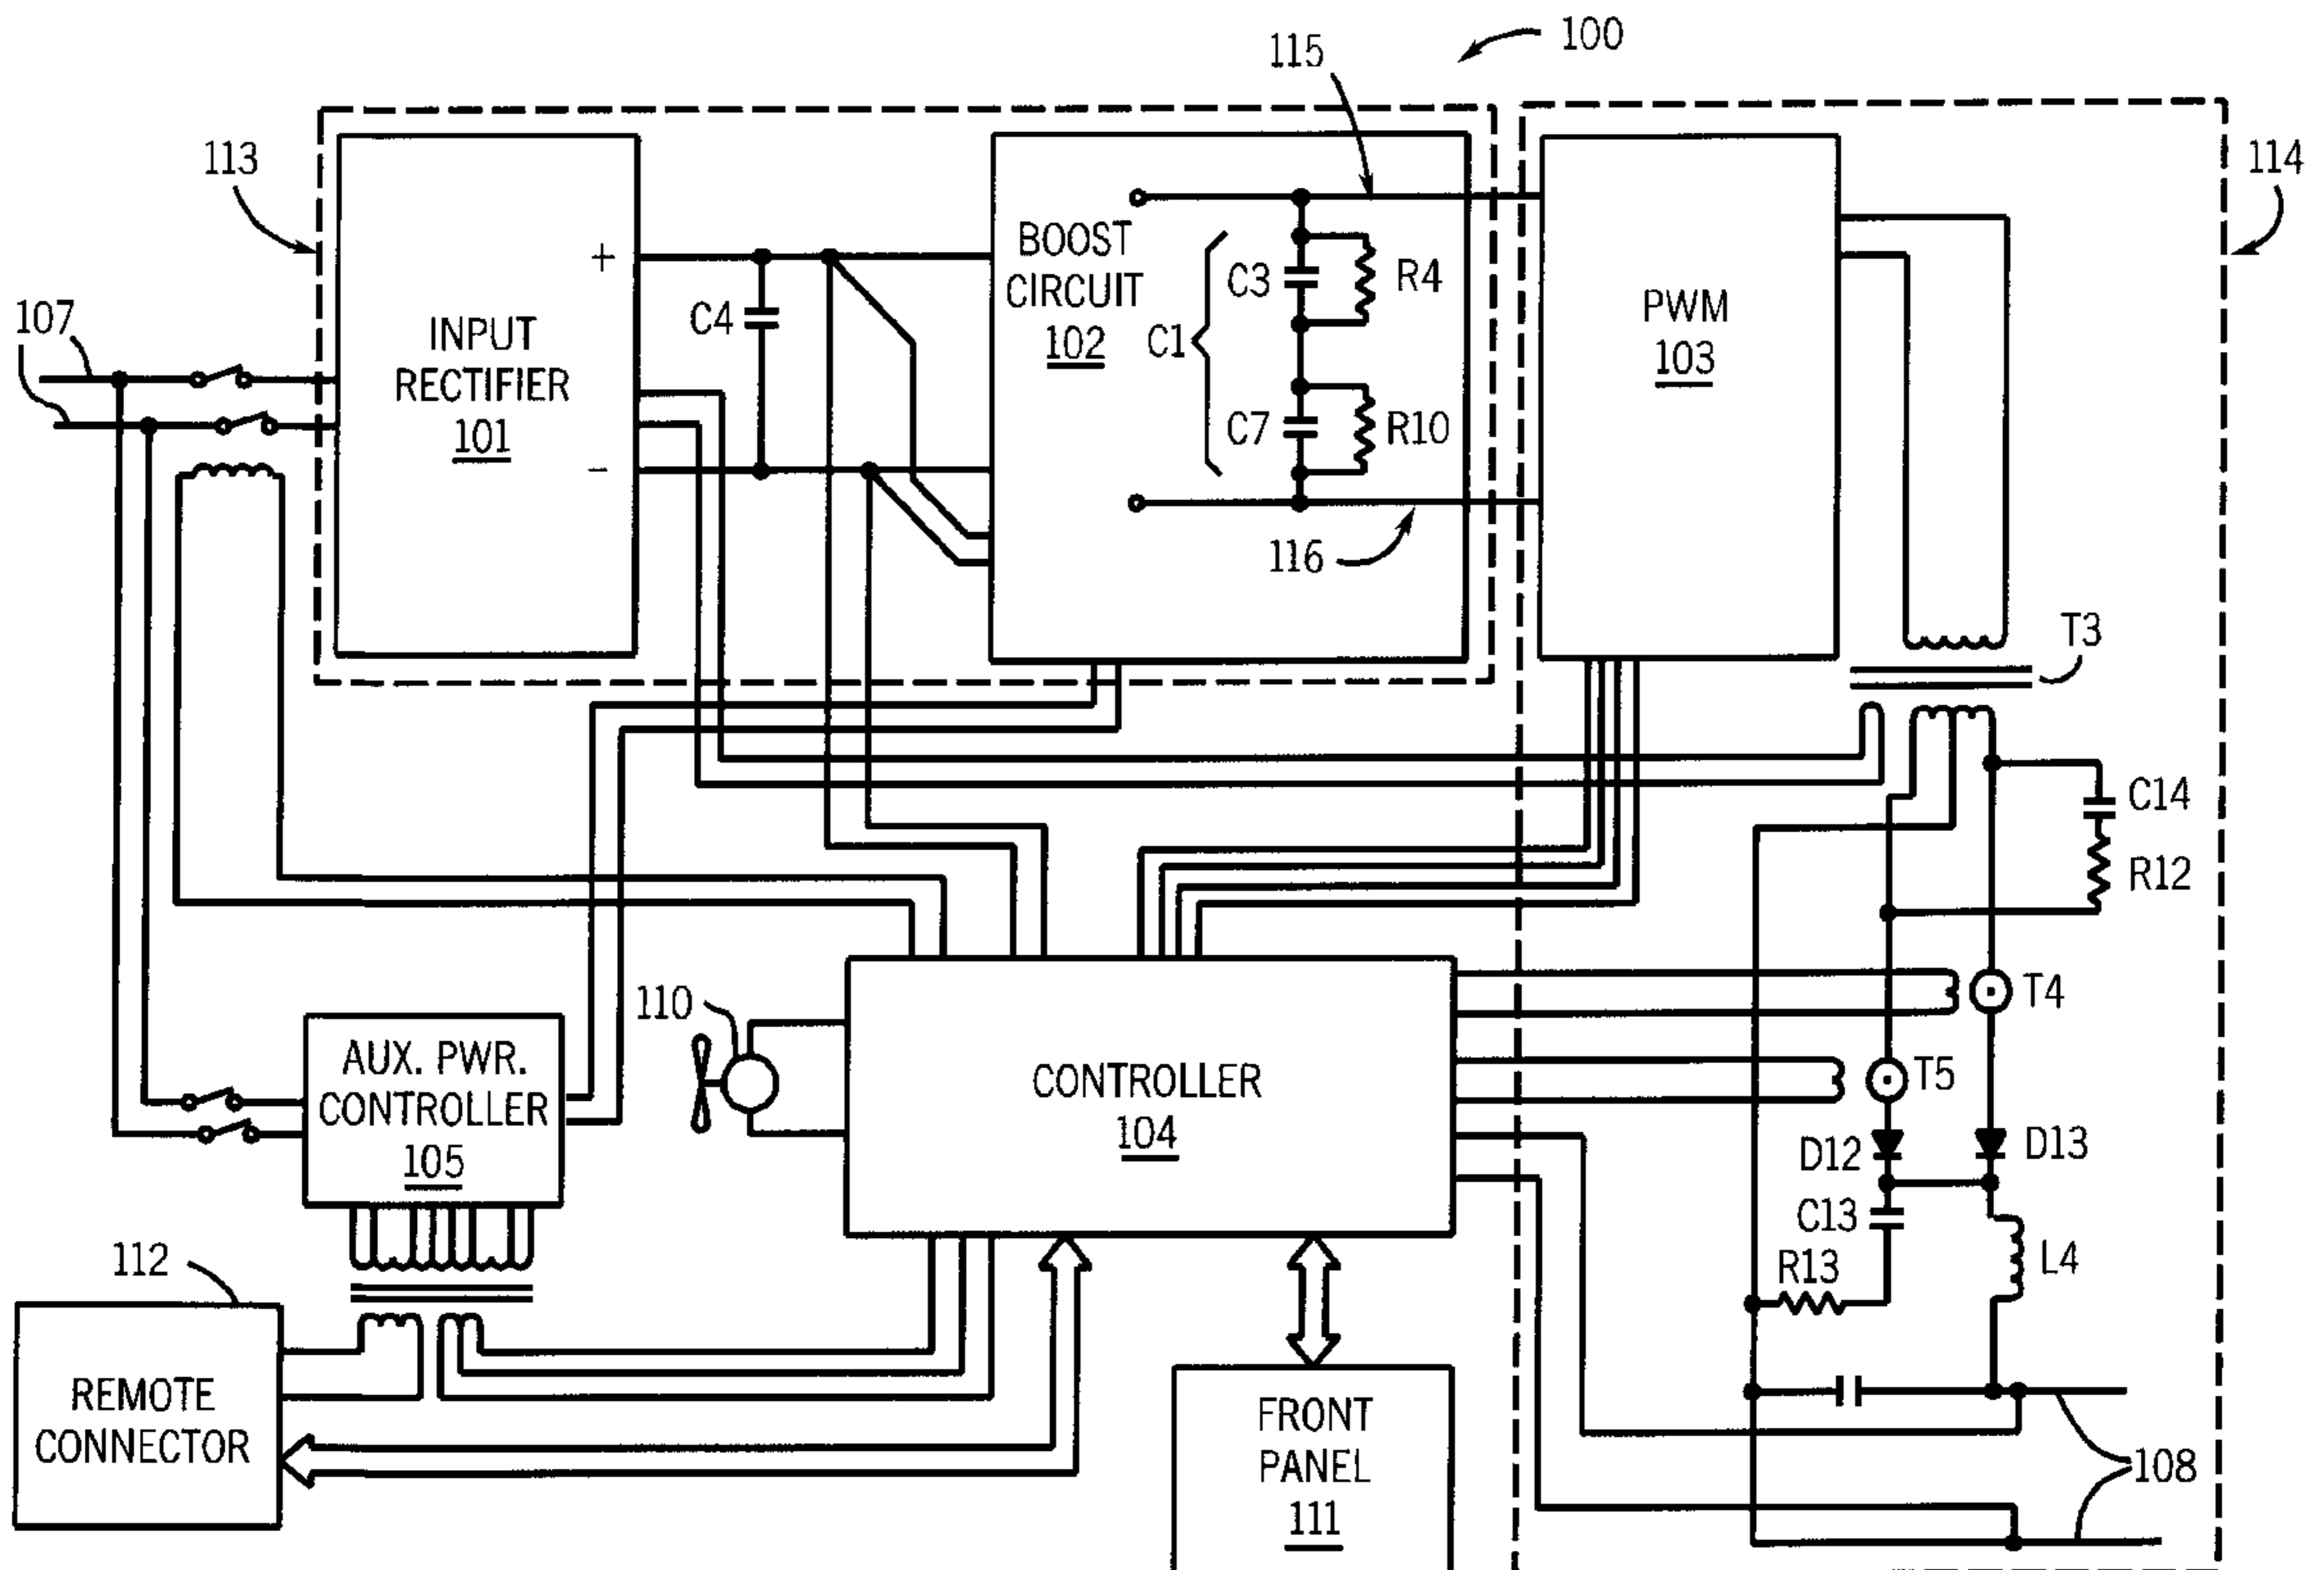 100
115
113
114
107
INPUT
RECTIFIER
101
+
−
C4
BOOST
CIRCUIT
102
C1
C3
R4
C7
R10
116
PWM
103
T3
C14
R12
T4
T5
D12
D13
C13
R13
L4
108
110
CONTROLLER
104
AUX. PWR.
CONTROLLER
105
112
REMOTE
CONNECTOR
FRONT
PANEL
111